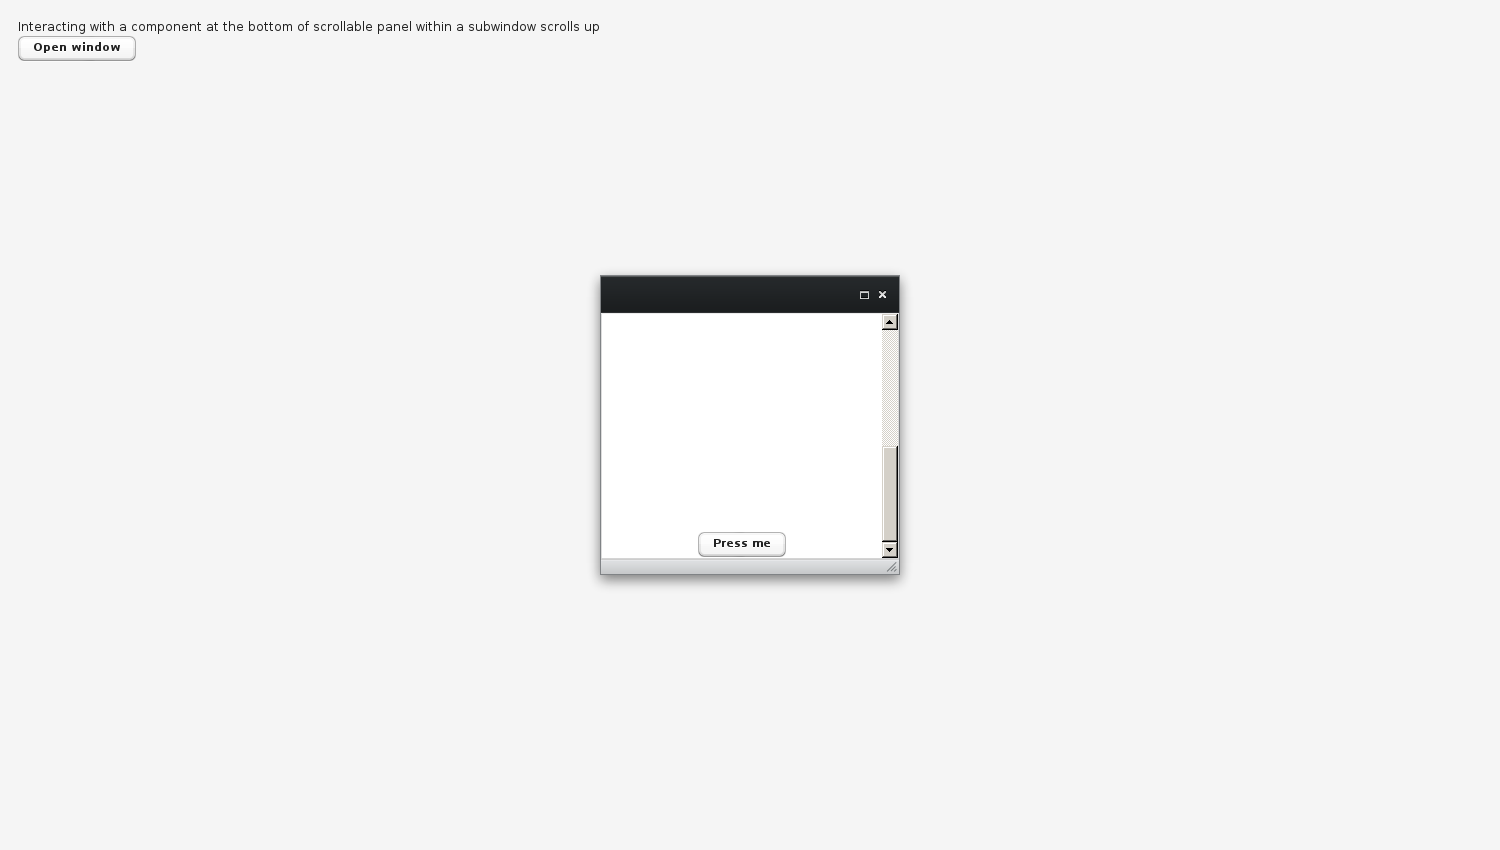 Interacting with a component at the bottom of scrollable panel within a subwindow scrolls up
Open window
Press me